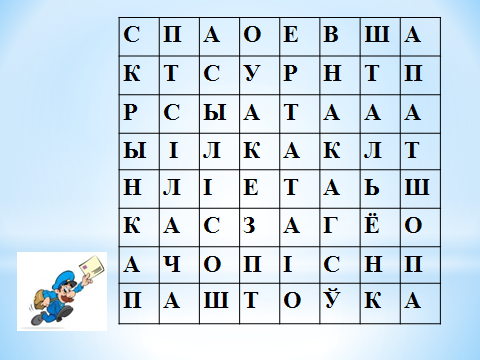 С П А О Е В Ш А
К Т С У Р Н Т П
Р С Ы А Т А А А
Ы І Л К А К Л Т
Н Л І Е Т А Ь Ш
К А С З А Г Ё О
А Ч О П І С Н П
П А Ш Т О Ў К А